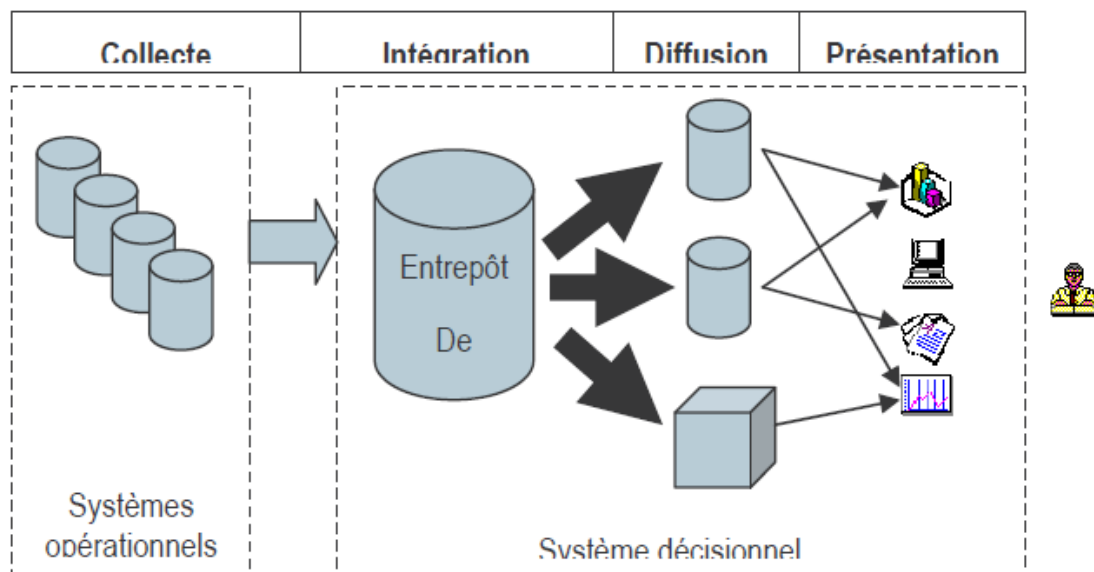 Collecte
Intégration
Diffusion
Présentation
Entrepôt
De
Systèmes
opérationnels
Système décisionnel